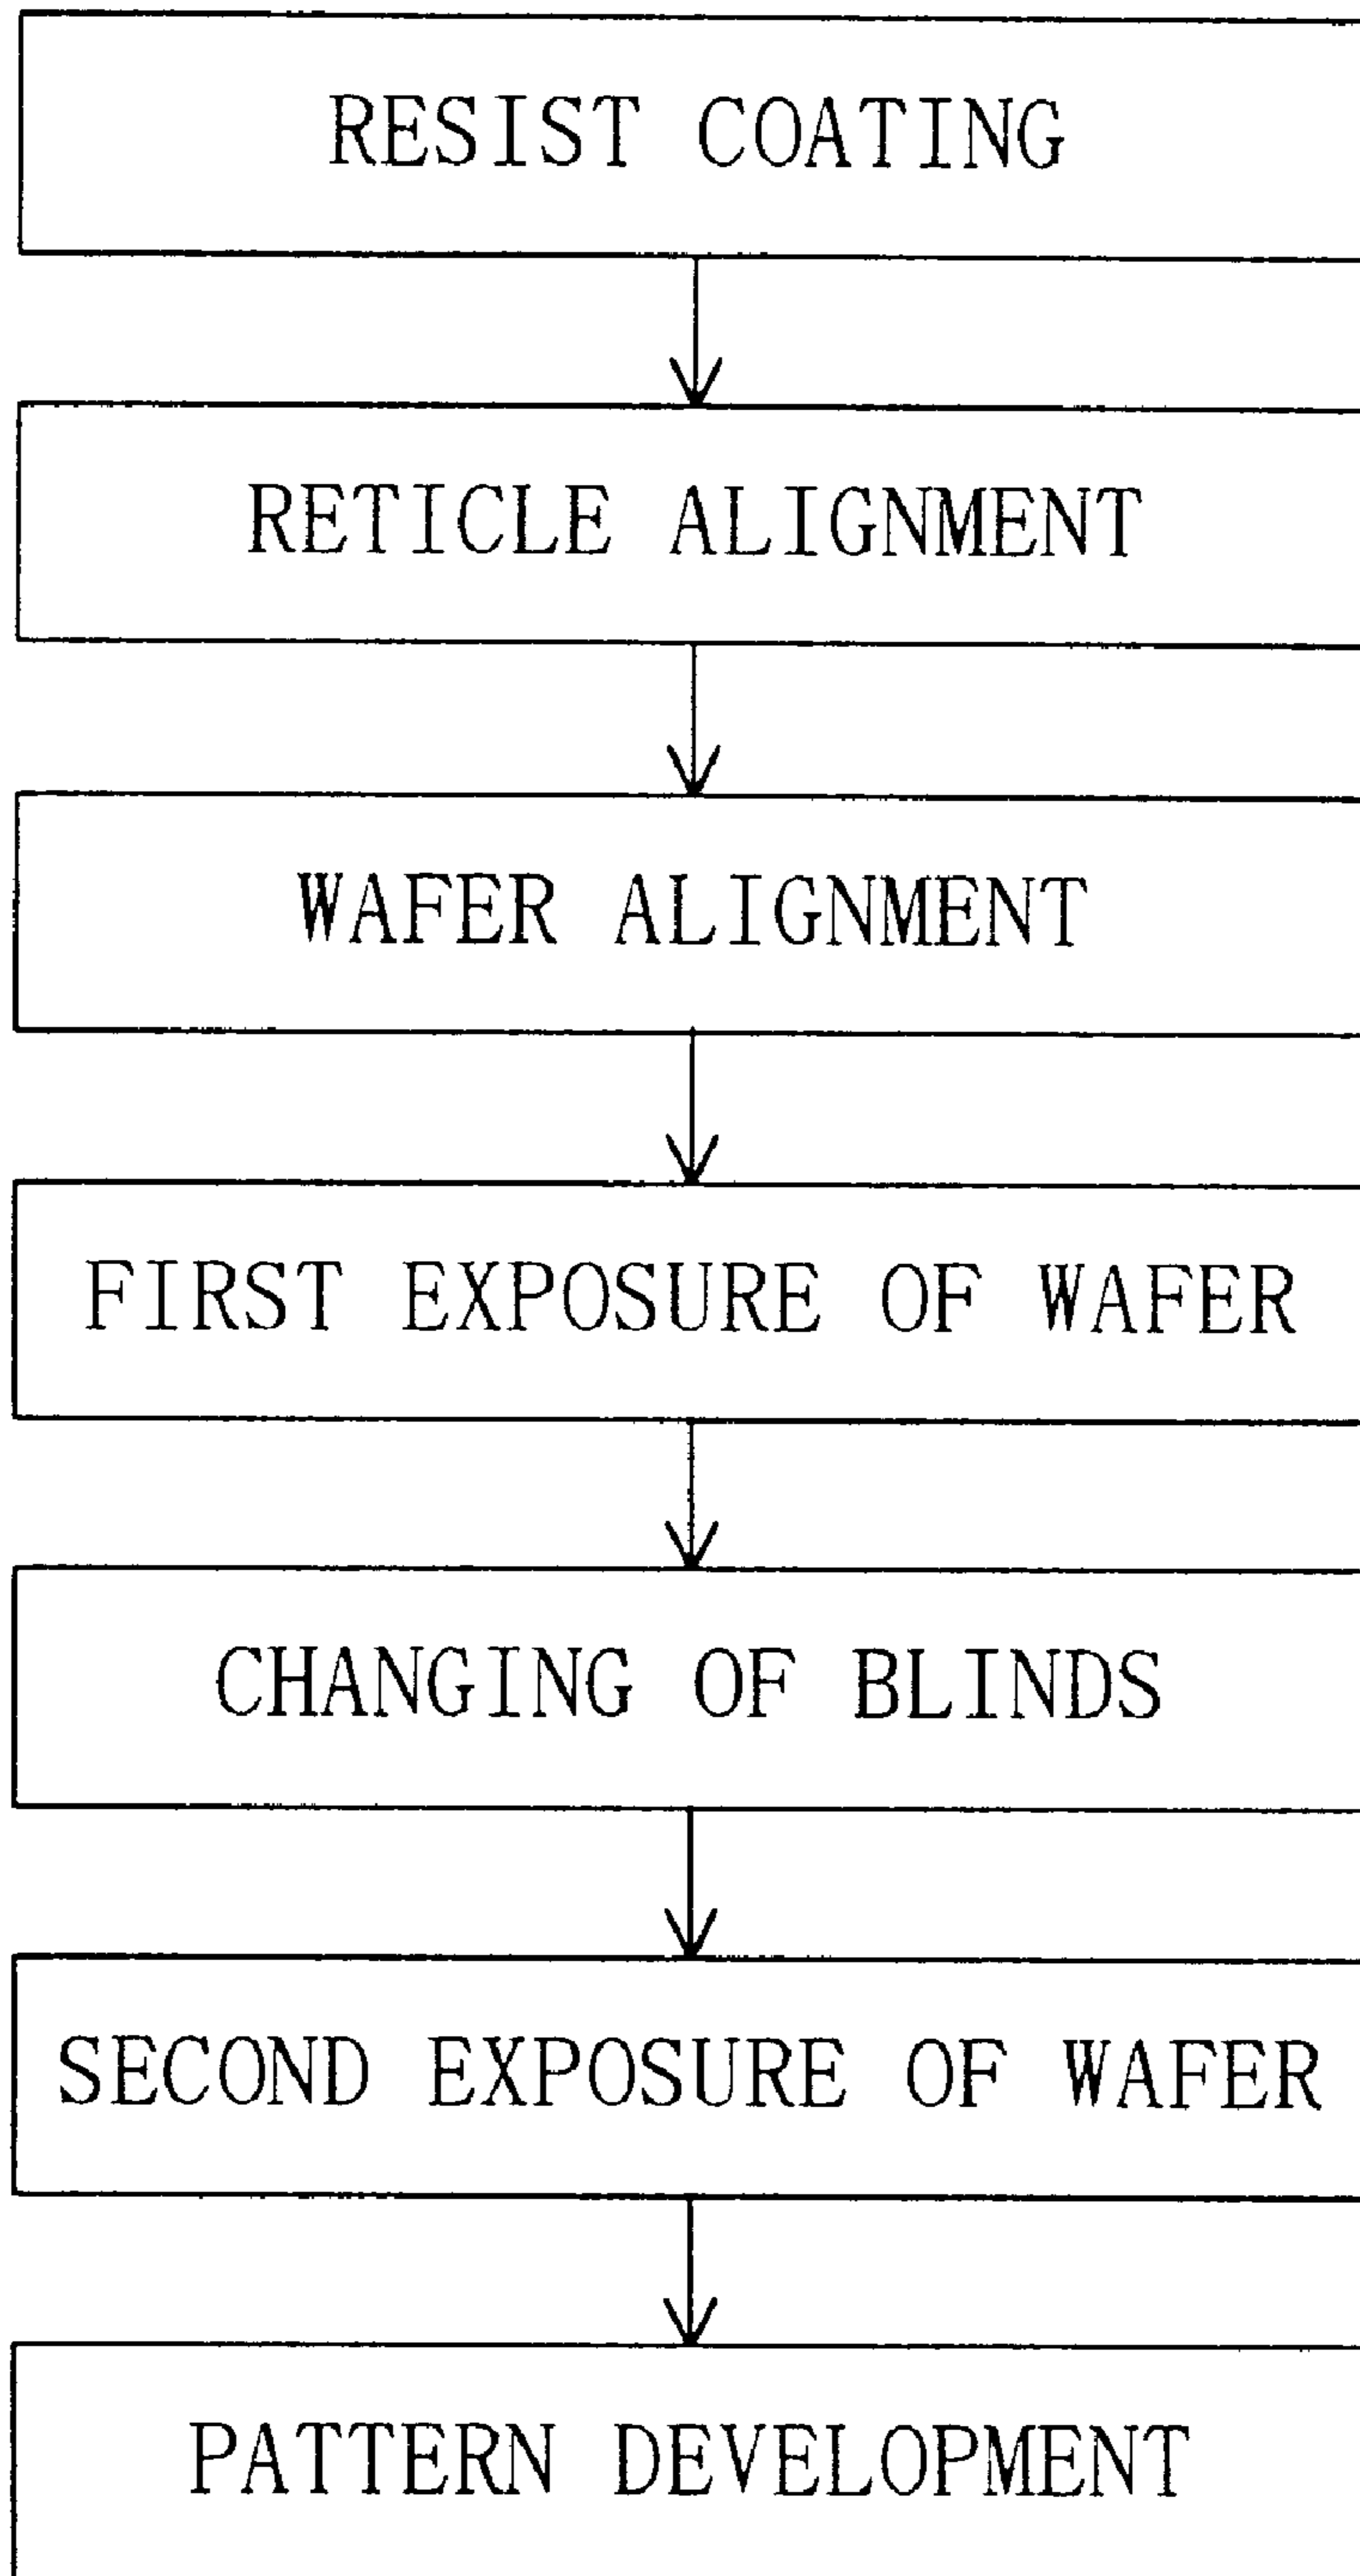 RESIST COATING
RETICLE ALIGNMENT
WAFER ALIGNMENT
FIRST EXPOSURE OF WAFER
CHANGING OF BLINDS
SECOND EXPOSURE OF WAFER
PATTERN DEVELOPMENT